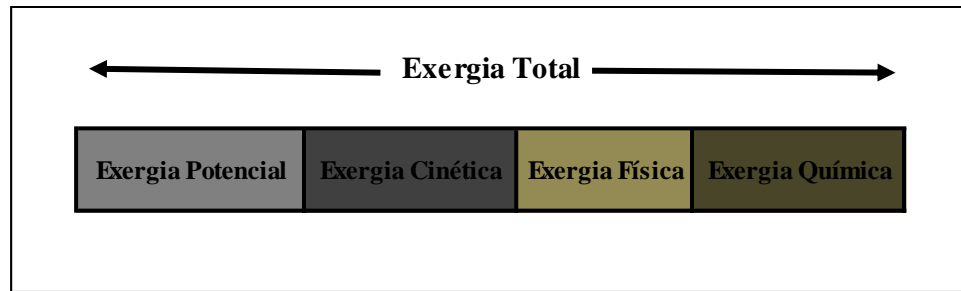 Exergia Total
Exergia Potencial
Exergia Cinética
Exergia Física
Exergia Química